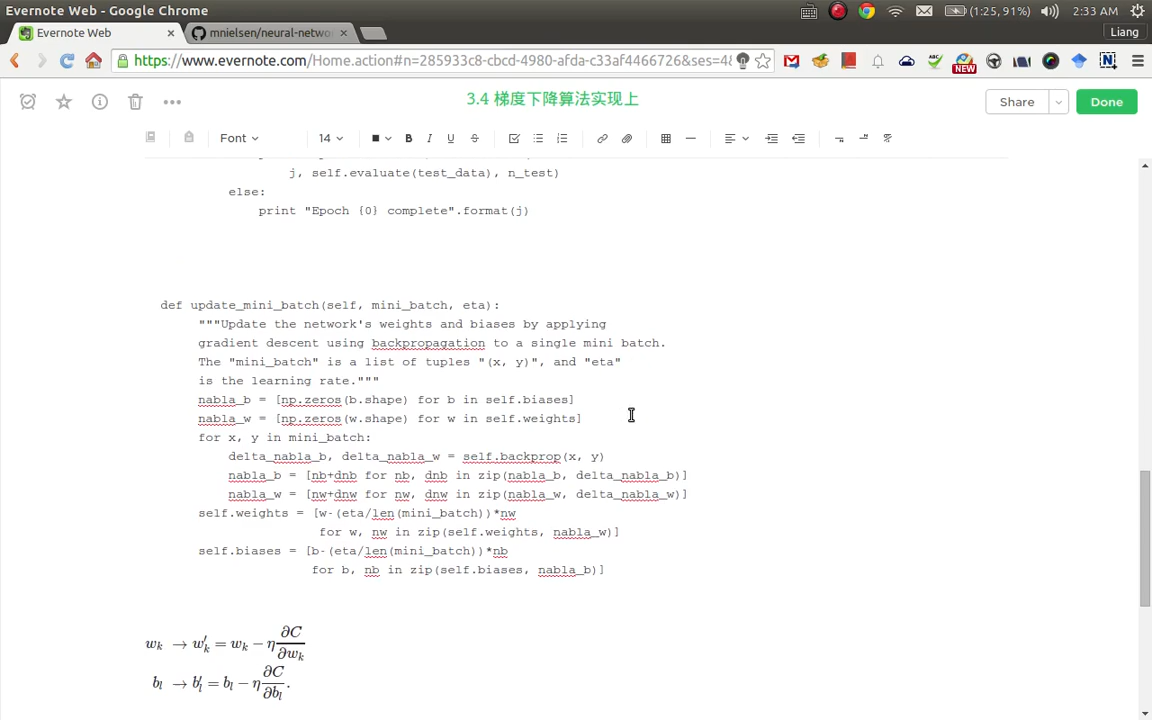 Evernote Web - Google Chrome
(1:25, 91%)
2:33 AM
Evernote Web
mnielsen/neural-netwo
Liang
https://www.evernote.com/Home.action#n=285933c8-cbcd-4980-afda-c33af4466726&ses=4
NEW
3.4 梯度下降算法实现上
Share
Done
Font
14
B
I
U
S
j, self.evaluate(test_data), n_test)
else:
print "Epoch {0} complete".format(j)
def update_mini_batch(self, mini_batch, eta):
"""Update the network's weights and biases by applying
gradient descent using backpropagation to a single mini batch.
The "mini_batch" is a list of tuples "(x, y)", and "eta"
is the learning rate."""
nabla_b = [np.zeros(b.shape) for b in self.biases]
nabla_w = [np.zeros(w.shape) for w in self.weights]
for x, y in mini_batch:
delta_nabla_b, delta_nabla_w = self.backprop(x, y)
nabla_b = [nb+dnb for nb, dnb in zip(nabla_b, delta_nabla_b)]
nabla_w = [nw+dnw for nw, dnw in zip(nabla_w, delta_nabla_w)]
self.weights = [w-(eta/len(mini_batch))*nw
for w, nw in zip(self.weights, nabla_w)]
self.biases = [b-(eta/len(mini_batch))*nb
for b, nb in zip(self.biases, nabla_b)]
w_k → w'_k = w_k − η ∂C/∂w_k
b_l → b'_l = b_l − η ∂C/∂b_l.